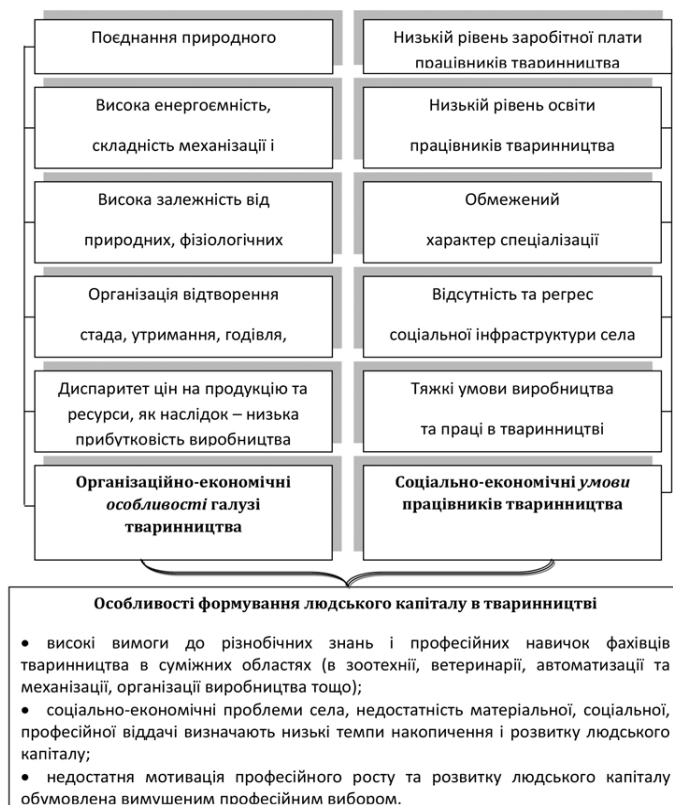 Поєднання природного
Низькій рівень заробітної плати
працівників тваринництва
Висока енергоємність,
складність механізації і
Низькій рівень освіти
працівників тваринництва
Висока залежність від
природних, фізіологічних
Обмежений
характер спеціалізації
Організація відтворення
стада, утримання, годівля,
Відсутність та регрес
соціальної інфраструктури села
Диспаритет цін на продукцію та
ресурси, як наслідок – низька
прибутковість виробництва
Тяжкі умови виробництва
та праці в тваринництві
Організаційно-економічні
особливості галузі
тваринництва
Соціально-економічні умови
працівників тваринництва
Особливості формування людського капіталу в тваринництві
• високі вимоги до різнобічних знань і професійних навичок фахівців
тваринництва в суміжних областях (в зоотехнії, ветеринарії, автоматизації та
механізації, організації виробництва тощо);
• соціально-економічні проблеми села, недостатність матеріальної, соціальної,
професійної віддачі визначають низькі темпи накопичення і розвитку людського
капіталу;
• недостатня мотивація професійного росту та розвитку людського капіталу
обумовлена вимушеним професійним вибором.